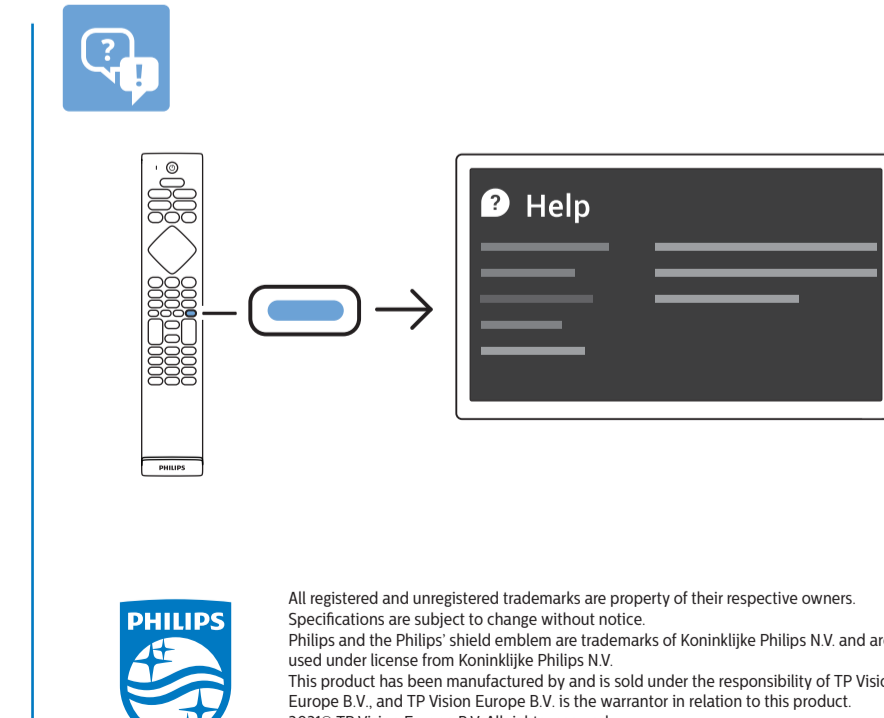 ?
!
? Help
PHILIPS
PHILIPS
All registered and unregistered trademarks are property of their respective owners.
Specifications are subject to change without notice.
Philips and the Philips' shield emblem are trademarks of Koninklijke Philips N.V. and are
used under license from Koninklijke Philips N.V.
This product has been manufactured by and is sold under the responsibility of TP Visio
Europe B.V., and TP Vision Europe B.V. is the warrantor in relation to this product.